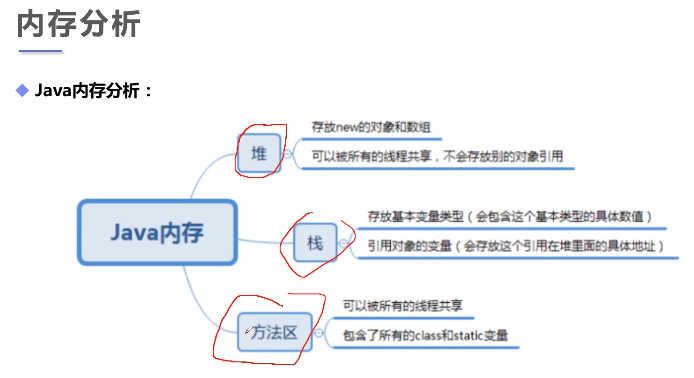 内存分析
Java内存分析：
堆
存放new的对象和数组
可以被所有的线程共享，不会存放别的对象引用
Java内存
栈
存放基本变量类型（会包含这个基本类型的具体数值）
引用对象的变量（会存放这个引用在堆里面的具体地址）
方法区
可以被所有的线程共享
包含了所有的class和static变量